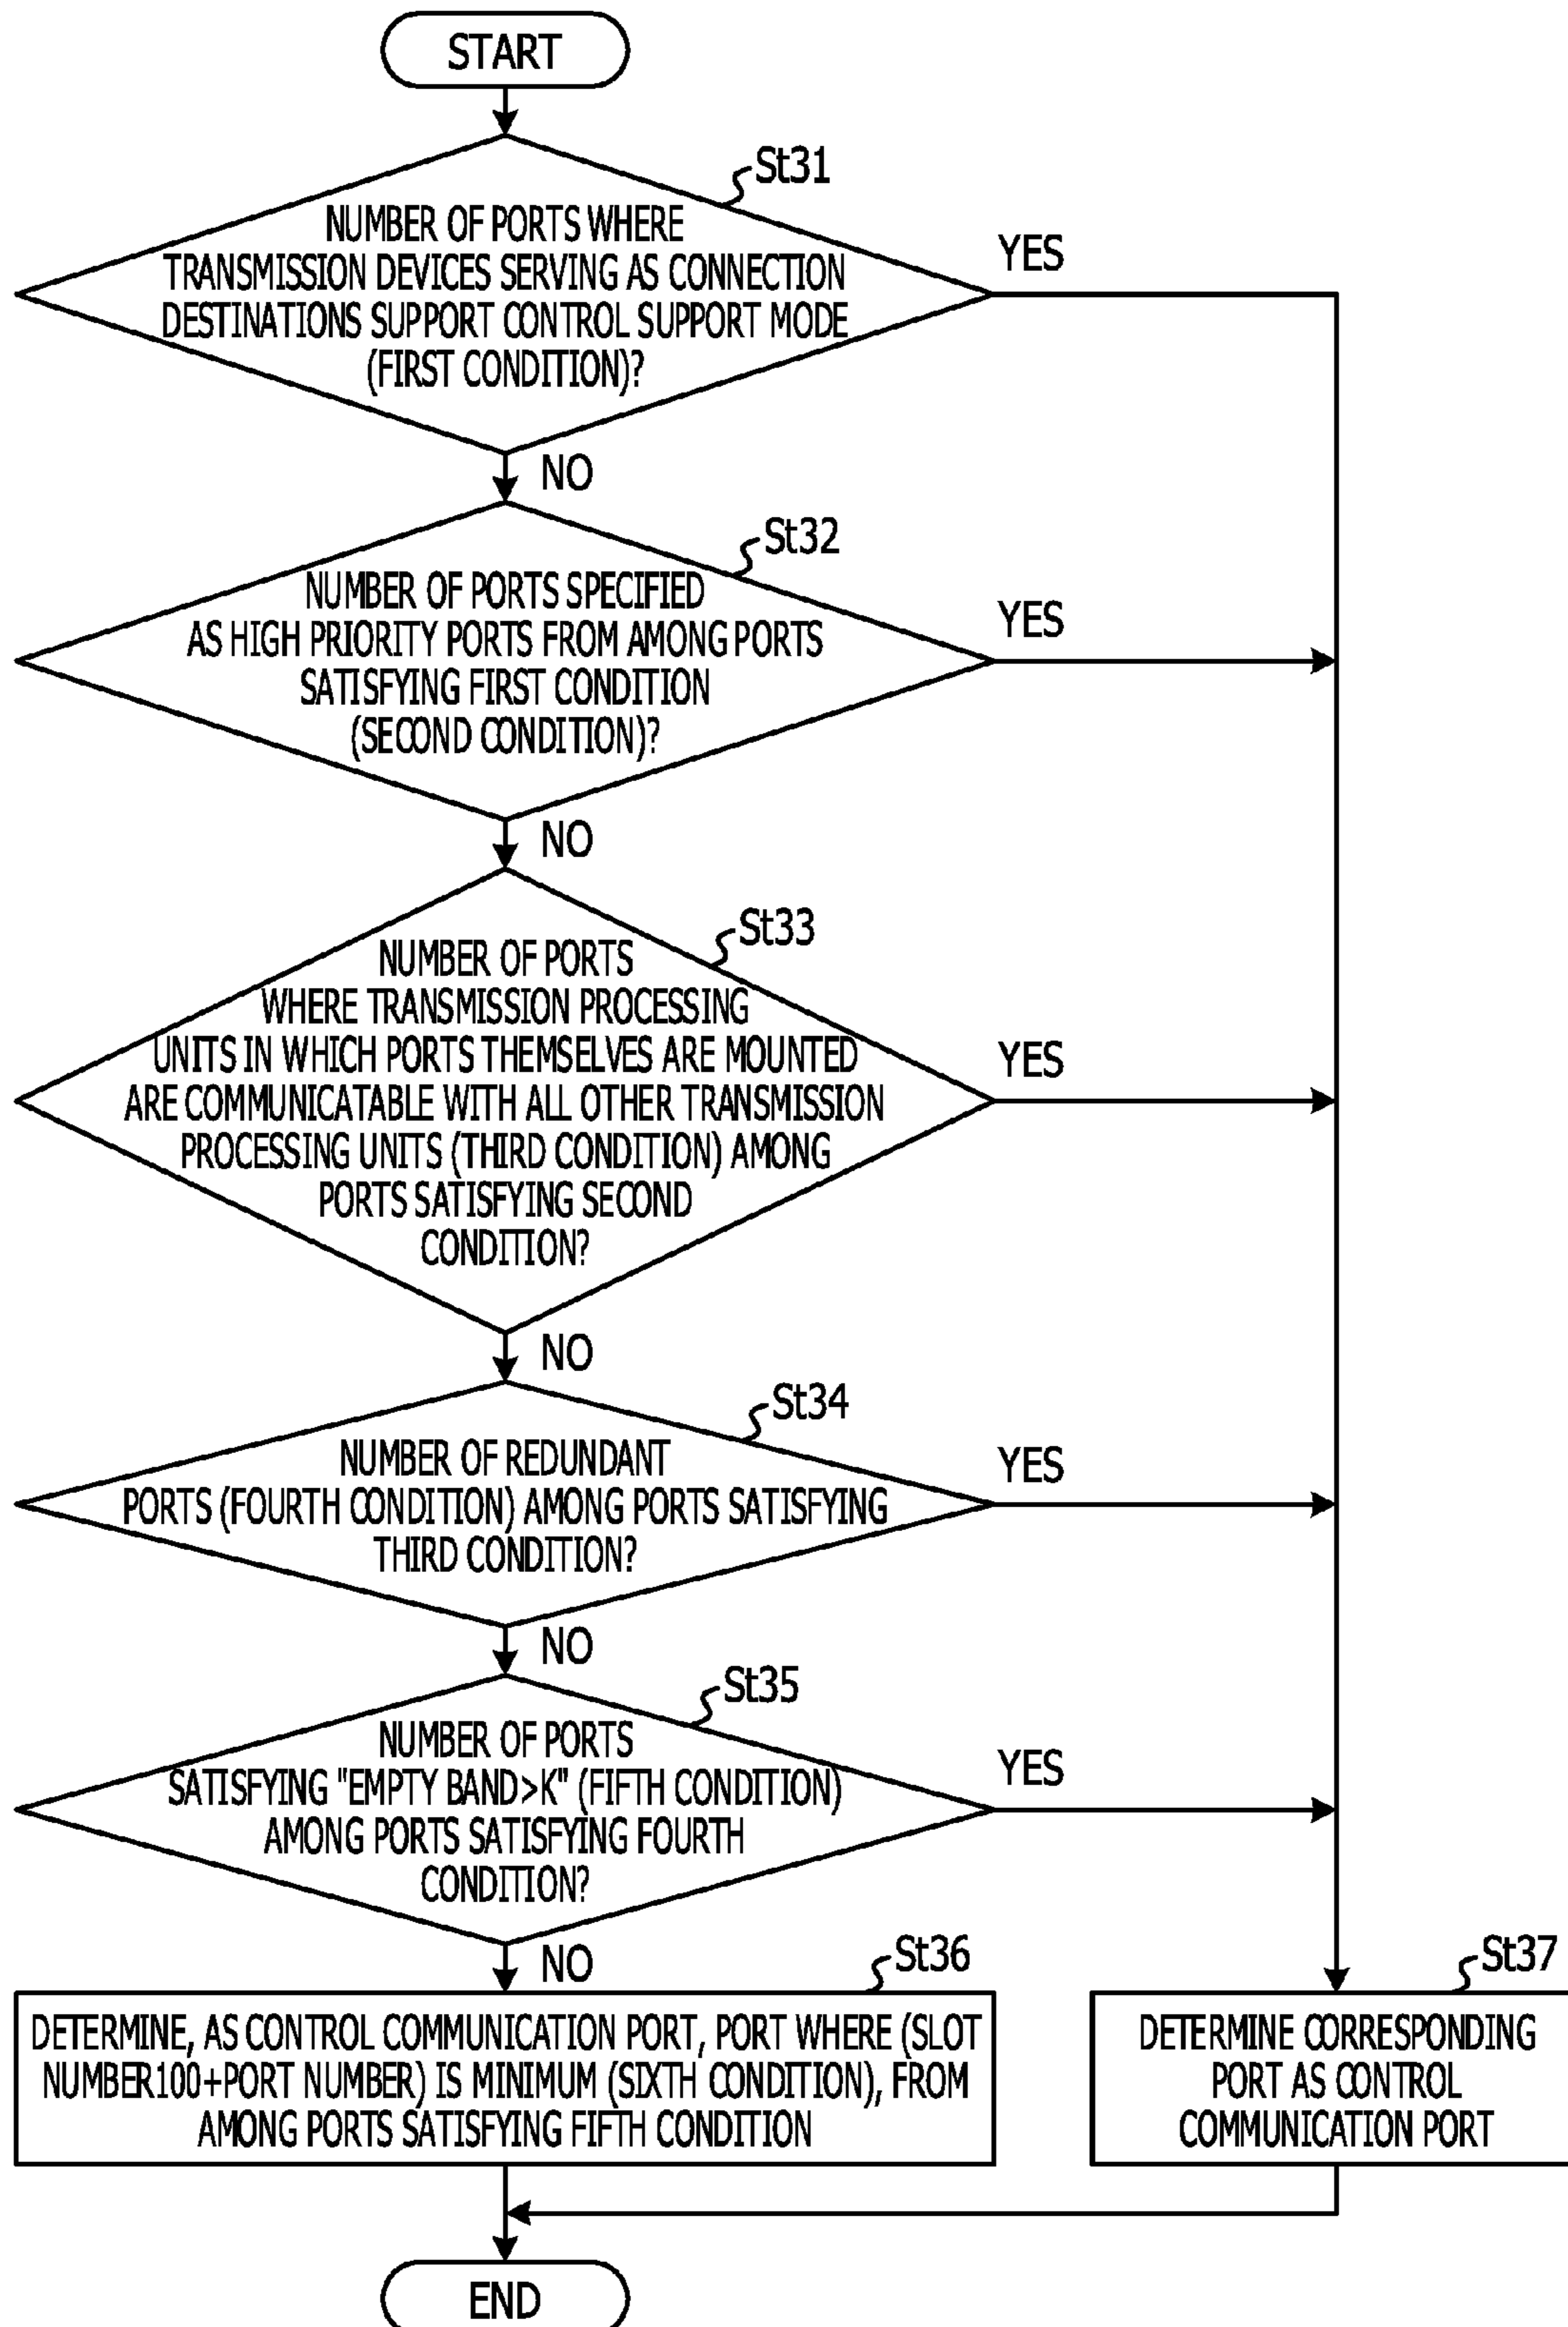 START
St31
NUMBER OF PORTS WHERE
TRANSMISSION DEVICES SERVING AS CONNECTION
DESTINATIONS SUPPORT CONTROL SUPPORT MODE
(FIRST CONDITION)?
YES
NO
St32
NUMBER OF PORTS SPECIFIED
AS HIGH PRIORITY PORTS FROM AMONG PORTS
SATISFYING FIRST CONDITION
(SECOND CONDITION)?
YES
NO
St33
NUMBER OF PORTS
WHERE TRANSMISSION PROCESSING
UNITS IN WHICH PORTS THEMSELVES ARE MOUNTED
ARE COMMUNICATABLE WITH ALL OTHER TRANSMISSION
PROCESSING UNITS (THIRD CONDITION) AMONG
PORTS SATISFYING SECOND
CONDITION?
YES
NO
St34
NUMBER OF REDUNDANT
PORTS (FOURTH CONDITION) AMONG PORTS SATISFYING
THIRD CONDITION?
YES
NO
St35
NUMBER OF PORTS
SATISFYING "EMPTY BAND>K" (FIFTH CONDITION)
AMONG PORTS SATISFYING FOURTH
CONDITION?
YES
NO
St36
DETERMINE, AS CONTROL COMMUNICATION PORT, PORT WHERE (SLOT
NUMBER100+PORT NUMBER) IS MINIMUM (SIXTH CONDITION), FROM
AMONG PORTS SATISFYING FIFTH CONDITION
St37
DETERMINE CORRESPONDING
PORT AS CONTROL
COMMUNICATION PORT
END